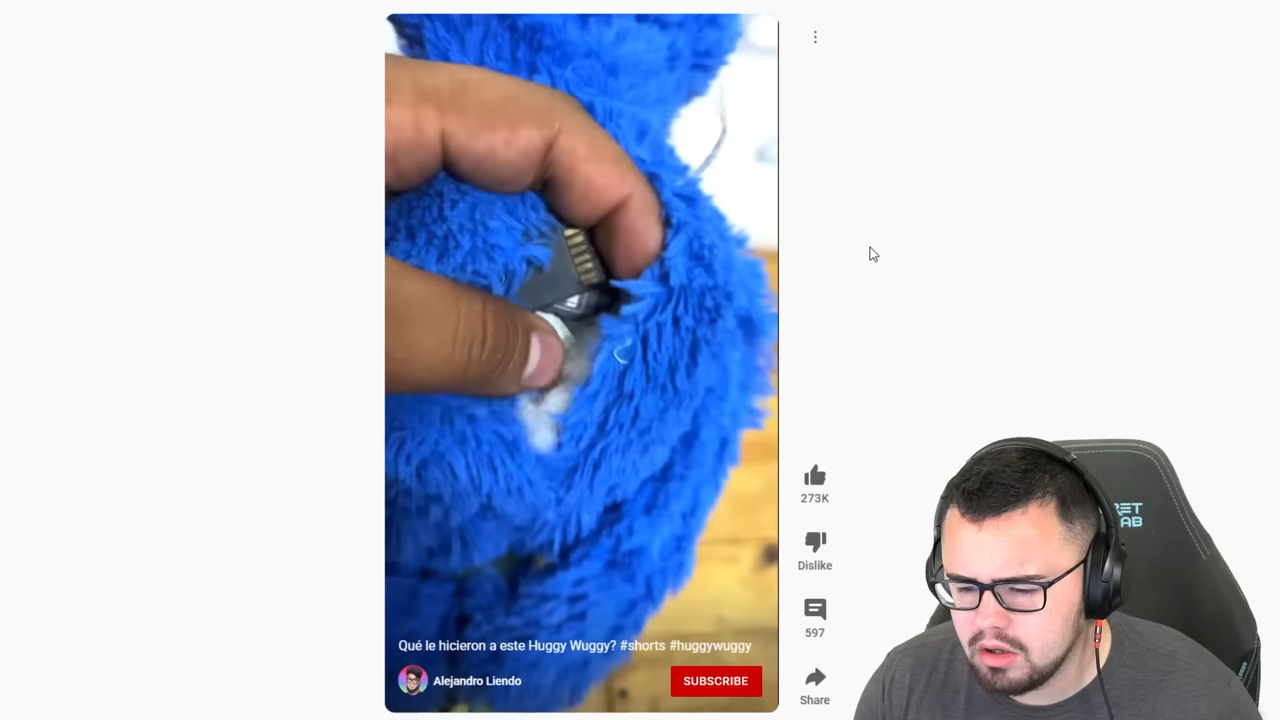 273K
Dislike
597
Share
Qué le hicieron a este Huggy Wuggy? #shorts #huggywuggy
Alejandro Liendo
SUBSCRIBE